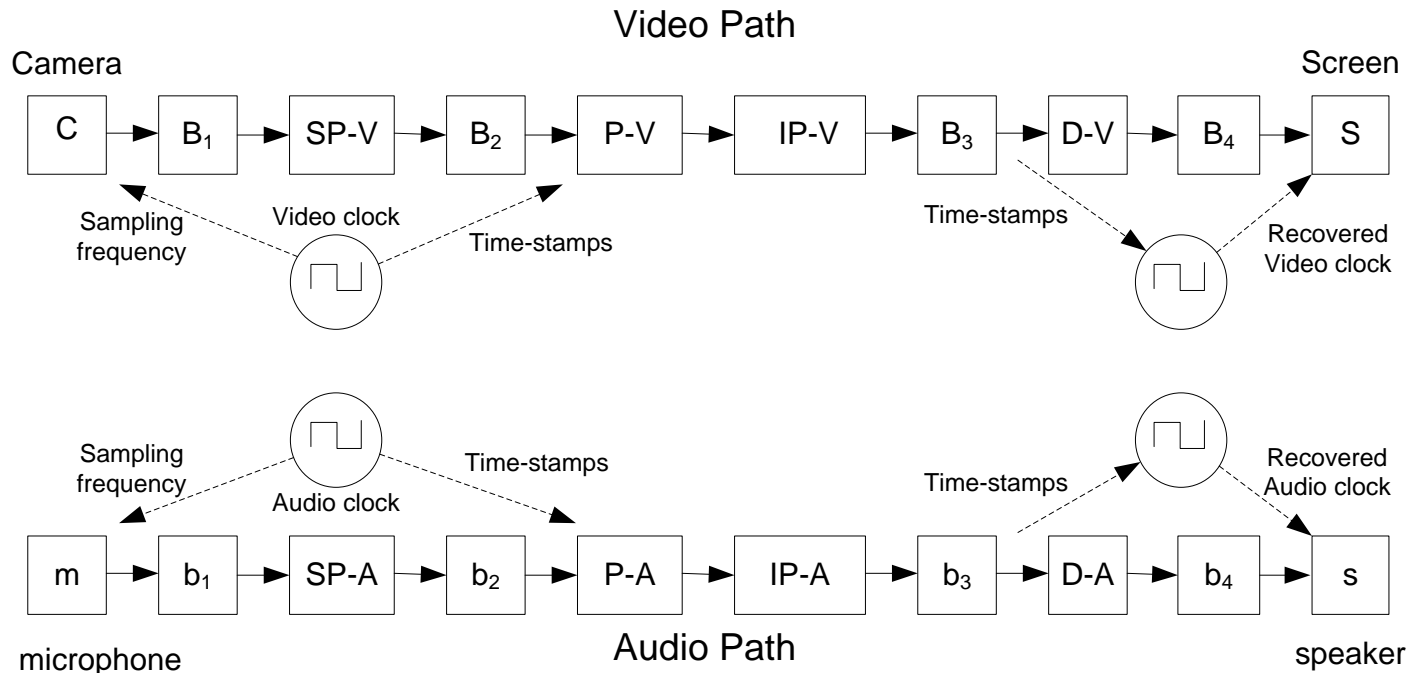 Video Path
Camera
Screen
C
B₁
SP-V
B₂
P-V
IP-V
B₃
D-V
B₄
S
Sampling
frequency
Video clock
Time-stamps
Time-stamps
Recovered
Video clock
Sampling
frequency
Audio clock
Time-stamps
Time-stamps
Recovered
Audio clock
m
b₁
SP-A
b₂
P-A
IP-A
b₃
D-A
b₄
s
microphone
Audio Path
speaker